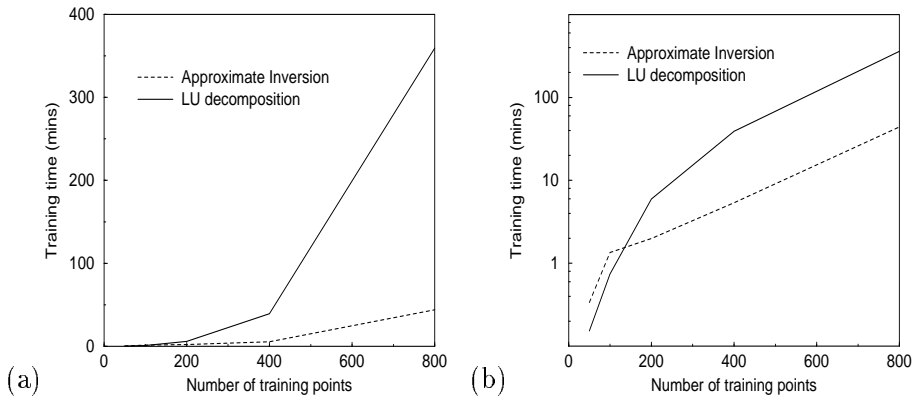 400
300
200
100
0
Training time (mins)
Approximate Inversion
LU decomposition
0 200 400 600 800
Number of training points
(a)
100
10
1
Training time (mins)
Approximate Inversion
LU decomposition
0 200 400 600 800
Number of training points
(b)